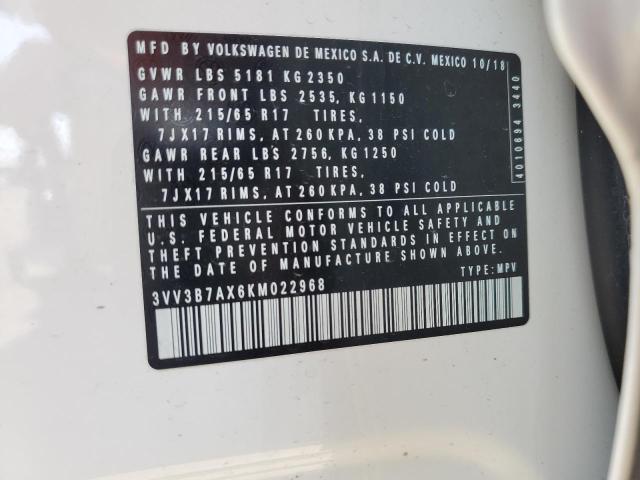 MFD BY VOLKSWAGEN DE MEXICO S.A. DE C.V. MEXICO 10/18
GVWR LBS 5181 KG 2350
GAWR FRONT LBS 2535, KG 1150
WITH 215/65 R17 TIRES,
7JX17 RIMS, AT 260 KPA, 38 PSI COLD
GAWR REAR LBS 2756, KG 1250
WITH 215/65 R17 TIRES,
7JX17 RIMS, AT 260 KPA, 38 PSI COLD
THIS VEHICLE CONFORMS TO ALL APPLICABLE
U.S. FEDERAL MOTOR VEHICLE SAFETY AND
THEFT PREVENTION STANDARDS IN EFFECT ON
THE DATE OF MANUFACTURE SHOWN ABOVE.
3VV3B7AX6KM022968 TYPE: MPV
4010694 3440